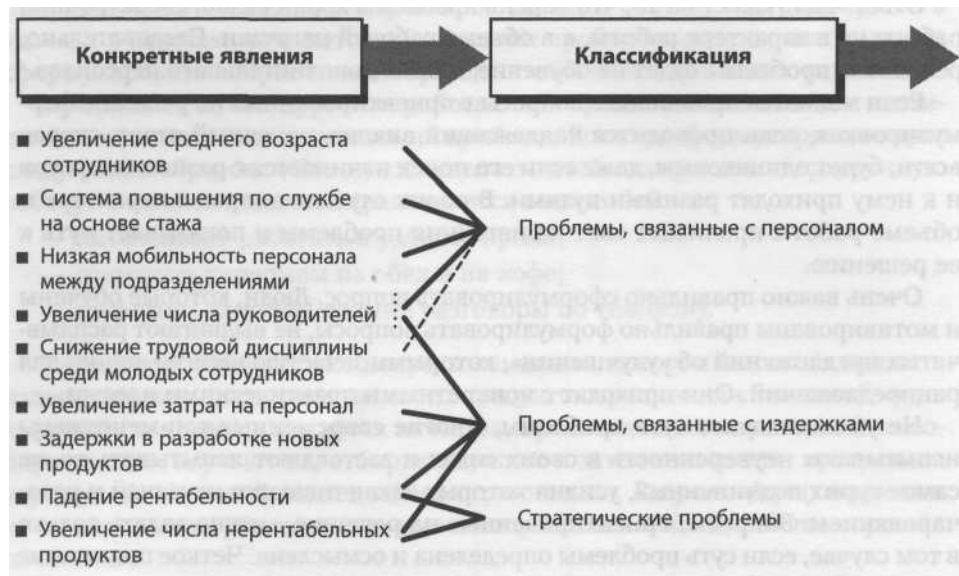 Конкретные явления
Классификация
■ Увеличение среднего возраста
сотрудников
■ Система повышения по службе
на основе стажа
■ Низкая мобильность персонала
между подразделениями
■ Увеличение числа руководителей
■ Снижение трудовой дисциплины
среди молодых сотрудников
■ Увеличение затрат на персонал
■ Задержки в разработке новых
продуктов
■ Падение рентабельности
■ Увеличение числа нерентабельных
продуктов
Проблемы, связанные с персоналом
Проблемы, связанные с издержками
Стратегические проблемы